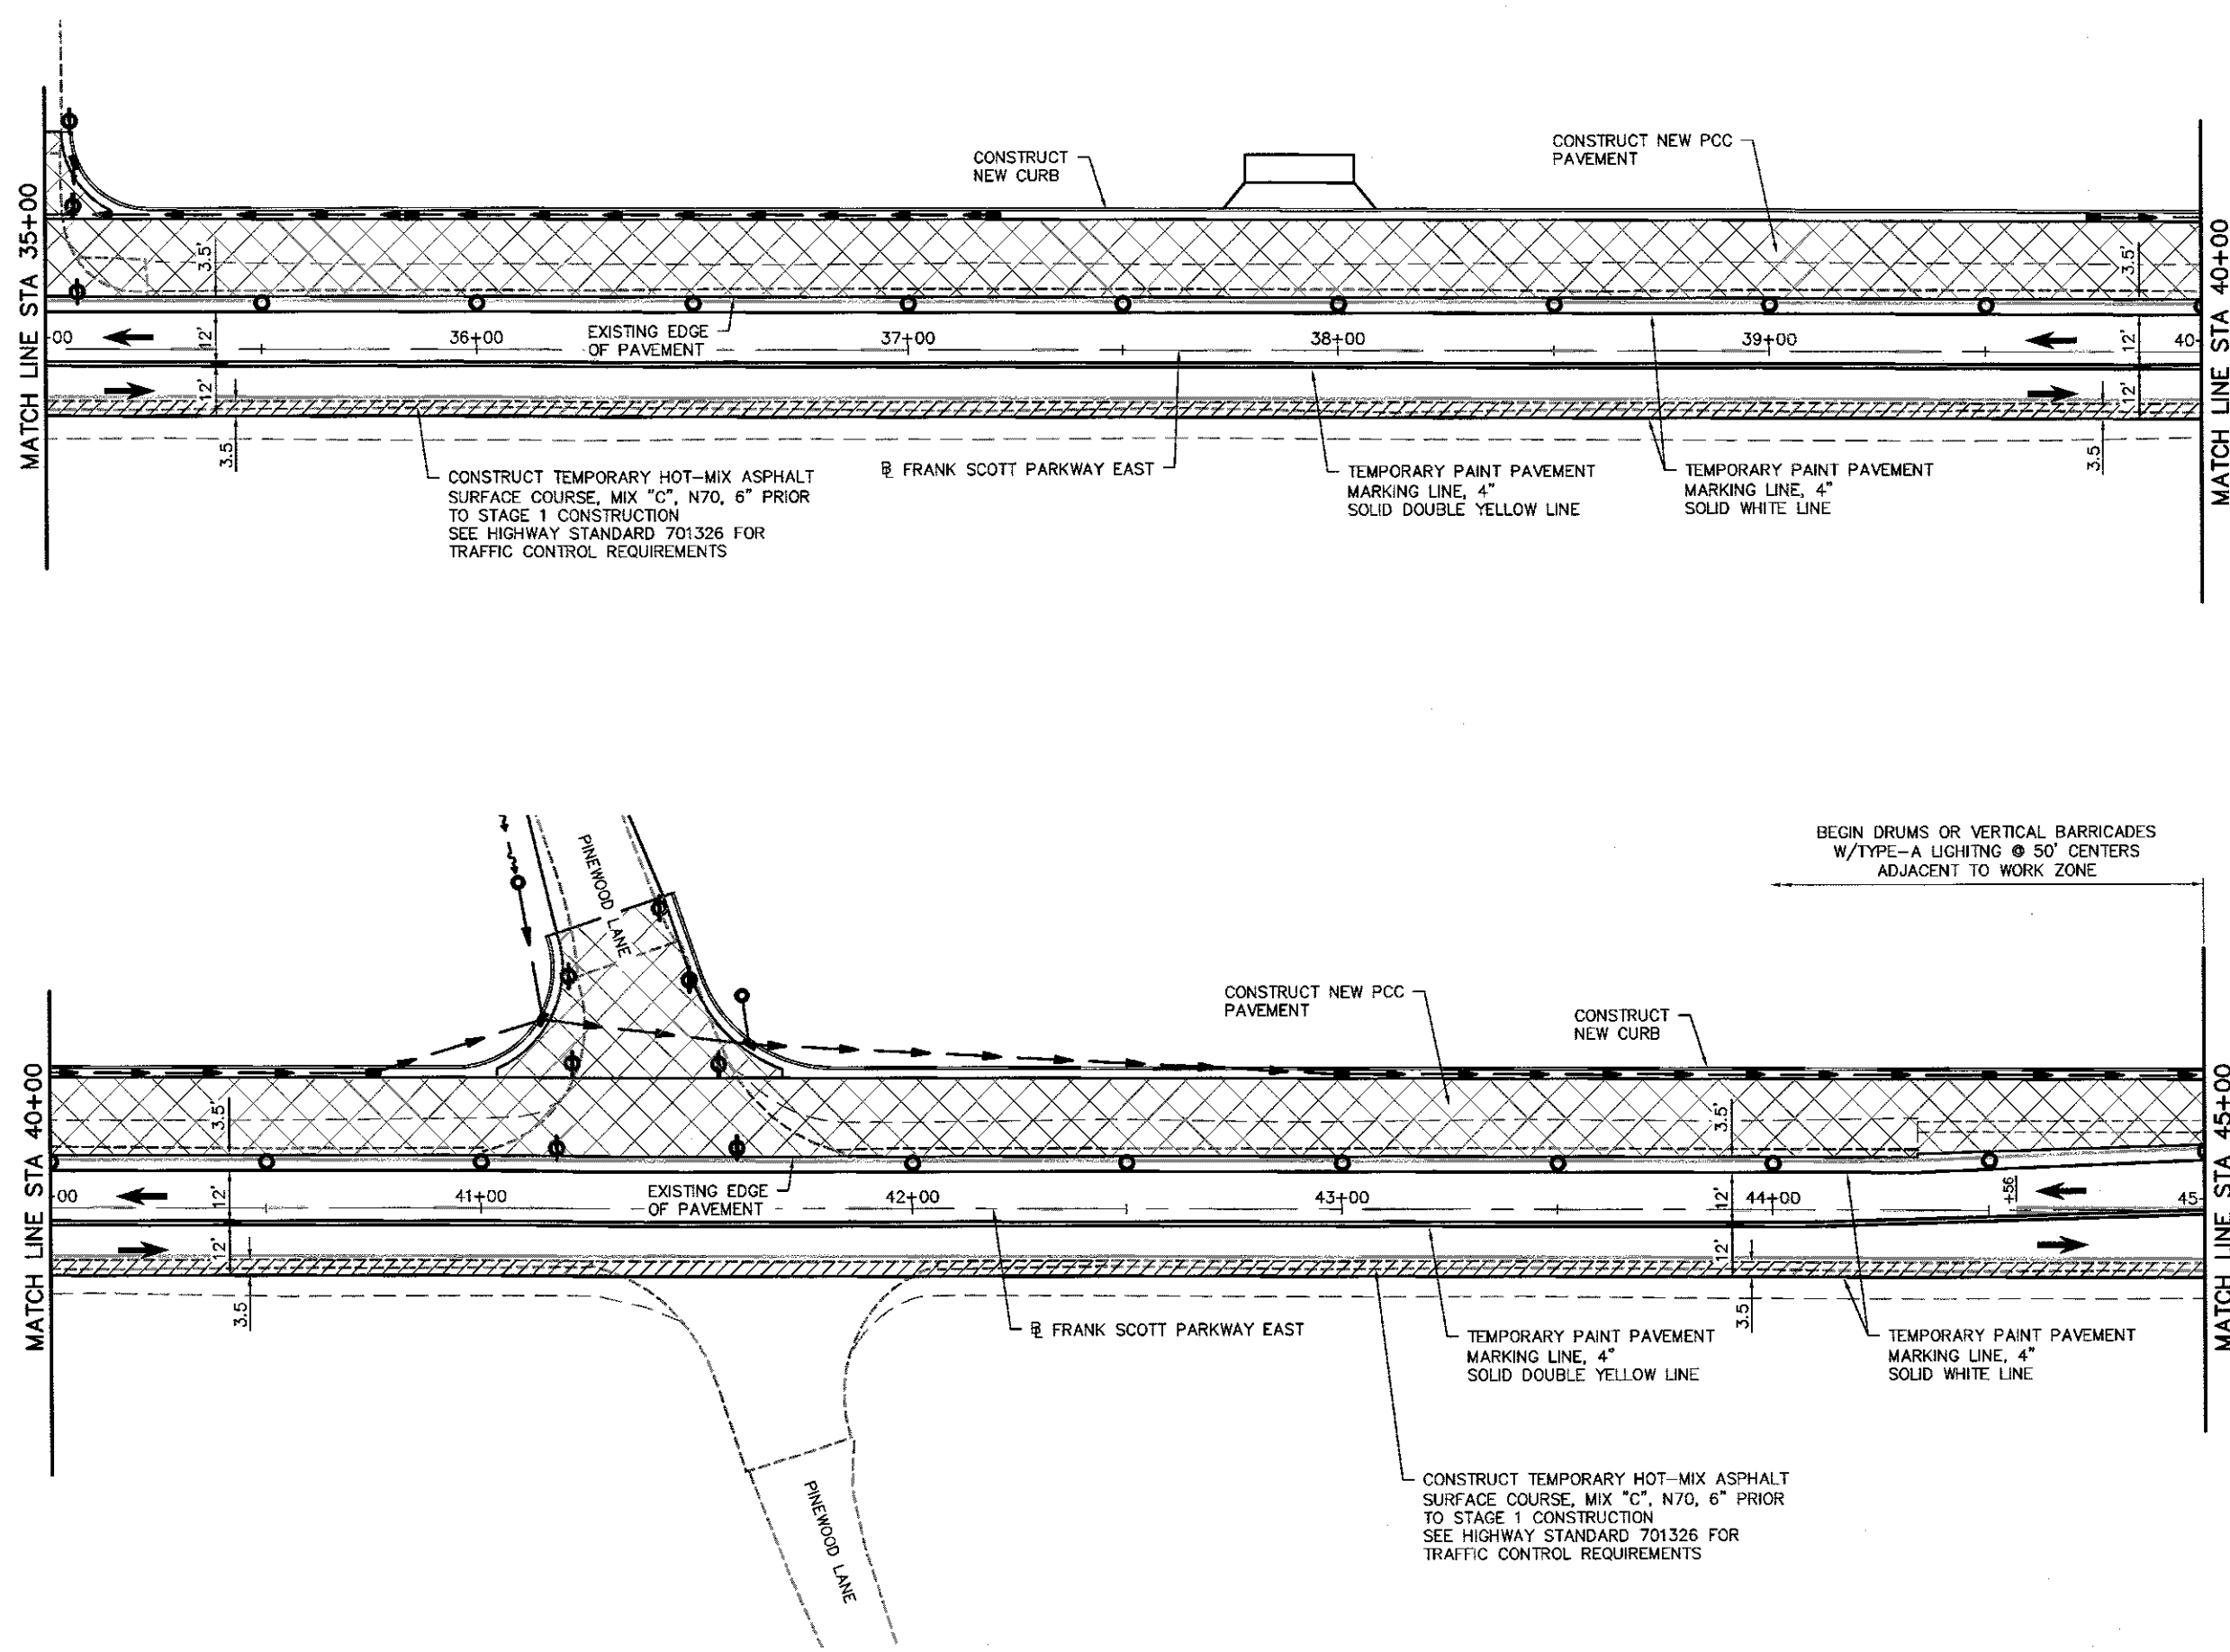 CONSTRUCT
NEW CURB
CONSTRUCT NEW PCC
PAVEMENT
MATCH LINE STA 35+00
3.5'
3.5'
MATCH LINE STA 40+00
00
12'
36+00
EXISTING EDGE
OF PAVEMENT
37+00
38+00
39+00
12'
40
12'
12'
3.5
3.5
CONSTRUCT TEMPORARY HOT-MIX ASPHALT
SURFACE COURSE, MIX "C", N70, 6" PRIOR
TO STAGE 1 CONSTRUCTION
SEE HIGHWAY STANDARD 701326 FOR
TRAFFIC CONTROL REQUIREMENTS
BL FRANK SCOTT PARKWAY EAST
TEMPORARY PAINT PAVEMENT
MARKING LINE, 4"
SOLID DOUBLE YELLOW LINE
TEMPORARY PAINT PAVEMENT
MARKING LINE, 4"
SOLID WHITE LINE
BEGIN DRUMS OR VERTICAL BARRICADES
W/TYPE-A LIGHITNG @ 50' CENTERS
ADJACENT TO WORK ZONE
PINEWOOD LANE
CONSTRUCT NEW PCC
PAVEMENT
CONSTRUCT
NEW CURB
MATCH LINE STA 40+00
3.5'
3.5'
MATCH LINE STA 45+00
00
12'
41+00
EXISTING EDGE
OF PAVEMENT
42+00
43+00
12'
44+00
+56
45
12'
12'
3.5
3.5
BL FRANK SCOTT PARKWAY EAST
TEMPORARY PAINT PAVEMENT
MARKING LINE, 4"
SOLID DOUBLE YELLOW LINE
TEMPORARY PAINT PAVEMENT
MARKING LINE, 4"
SOLID WHITE LINE
CONSTRUCT TEMPORARY HOT-MIX ASPHALT
SURFACE COURSE, MIX "C", N70, 6" PRIOR
TO STAGE 1 CONSTRUCTION
SEE HIGHWAY STANDARD 701326 FOR
TRAFFIC CONTROL REQUIREMENTS
PINEWOOD LANE